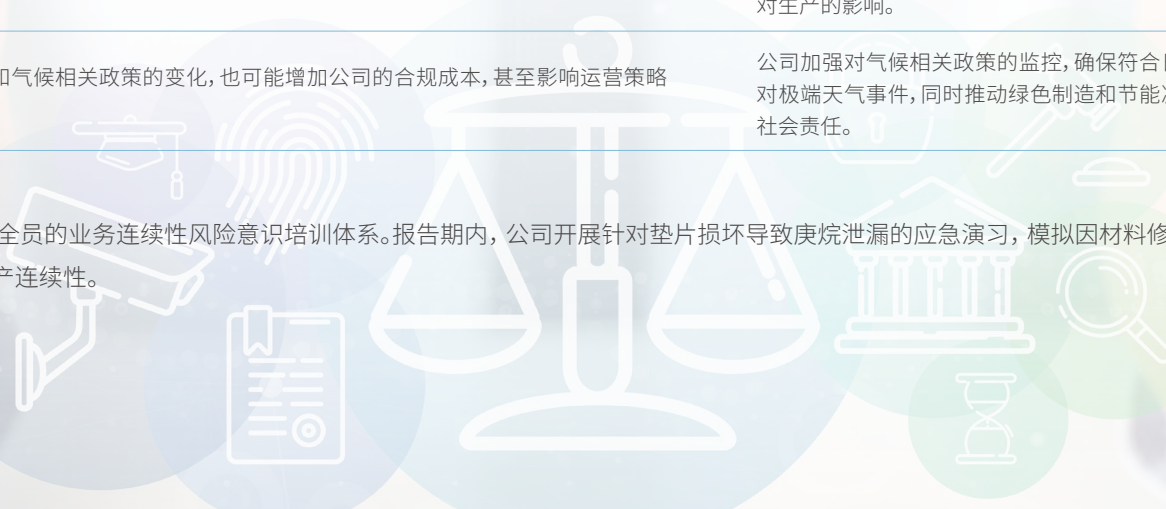 对生产的影响。
和气候相关政策的变化，也可能增加公司的合规成本，甚至影响运营策略
公司加强对气候相关政策的监控，确保符合
对极端天气事件，同时推动绿色制造和节能
社会责任。
全员的业务连续性风险意识培训体系。报告期内，公司开展针对垫片损坏导致庚烷泄漏的应急演习，模拟因材料修
产连续性。